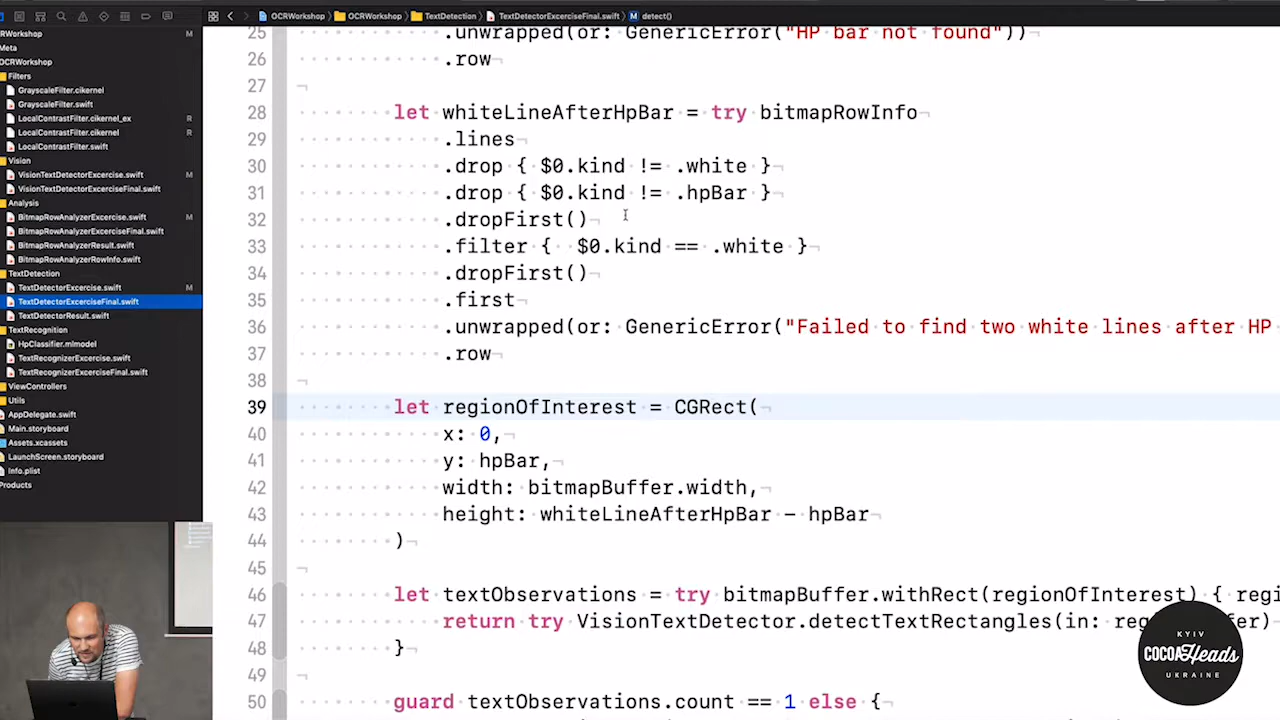 OCRWorkshop
OCRWorkshop
TextDetection
TextDetectorExcerciseFinal.swift
M
detect()
RWorkshop
M
Meta
OCRWorkshop
Filters
GrayscaleFilter.cikernel
GrayscaleFilter.swift
LocalContrastFilter.cikernel_ex
R
LocalContrastFilter.cikernel
R
LocalContrastFilter.swift
Vision
VisionTextDetectorExcercise.swift
M
VisionTextDetectorExcerciseFinal.swift
Analysis
BitmapRowAnalyzerExcercise.swift
M
BitmapRowAnalyzerExcerciseFinal.swift
BitmapRowAnalyzerResult.swift
BitmapRowAnalyzerRowInfo.swift
TextDetection
TextDetectorExcercise.swift
M
TextDetectorExcerciseFinal.swift
TextDetectorResult.swift
TextRecognition
HpClassifier.mlmodel
TextRecognizerExcercise.swift
TextRecognizerExcerciseFinal.swift
ViewControllers
Utils
AppDelegate.swift
Main.storyboard
Assets.xcassets
LaunchScreen.storyboard
Info.plist
Products
25 .unwrapped(or: GenericError("HP bar not found"))
26 .row
27
28 let whiteLineAfterHpBar = try bitmapRowInfo
29 .lines
30 .drop { $0.kind != .white }
31 .drop { $0.kind != .hpBar }
32 .dropFirst()
33 .filter { $0.kind == .white }
34 .dropFirst()
35 .first
36 .unwrapped(or: GenericError("Failed to find two white lines after HP
37 .row
38
39 let regionOfInterest = CGRect(
40 x: 0,
41 y: hpBar,
42 width: bitmapBuffer.width,
43 height: whiteLineAfterHpBar - hpBar
44 )
45
46 let textObservations = try bitmapBuffer.withRect(regionOfInterest) { regi
47 return try VisionTextDetector.detectTextRectangles(in: reg fer)
48 }
49
50 guard textObservations.count == 1 else {
KYIV
COCOAHeads
UKRAINE